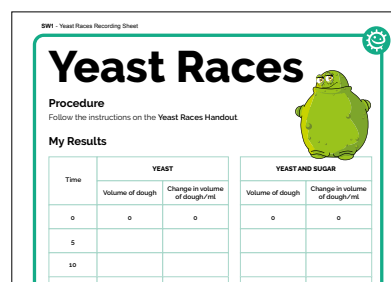 SW1 - Yeast Races Recording Sheet
Yeast Races
Procedure
Follow the instructions on the Yeast Races Handout.
My Results
Time
YEAST
YEAST AND SUGAR
Volume of dough
Change in volume
of dough/ml
Volume of dough
Change in volume
of dough/ml
0 0 0 0 0
5
10